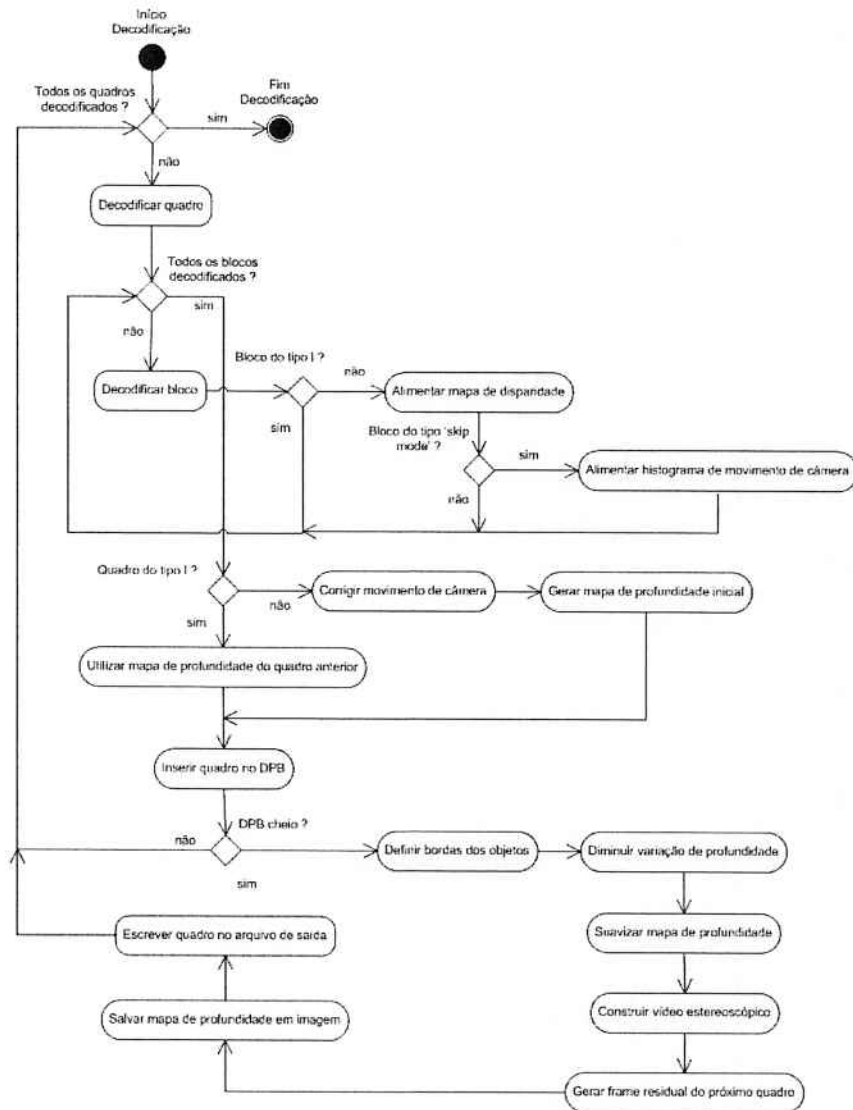 Início
Decodificação
Todos os quadros
decodificados ?
Fim
Decodificação
sim
não
Decodificar quadro
Todos os blocos
decodificados ?
sim
não
Bloco do tipo I ?
não
Decodificar bloco
Alimentar mapa de disparidade
sim
Bloco do tipo 'skip
mode' ?
sim
Alimentar histograma de movimento de câmera
não
Quadro do tipo I ?
não
Corrigir movimento de câmera
Gerar mapa de profundidade inicial
sim
Utilizar mapa de profundidade do quadro anterior
Inserir quadro no DPB
DPB cheio ?
não
sim
Definir bordas dos objetos
Diminuir variação de profundidade
Escrever quadro no arquivo de saída
Suavizar mapa de profundidade
Salvar mapa de profundidade em imagem
Construir vídeo estereoscópico
Gerar frame residual do próximo quadro